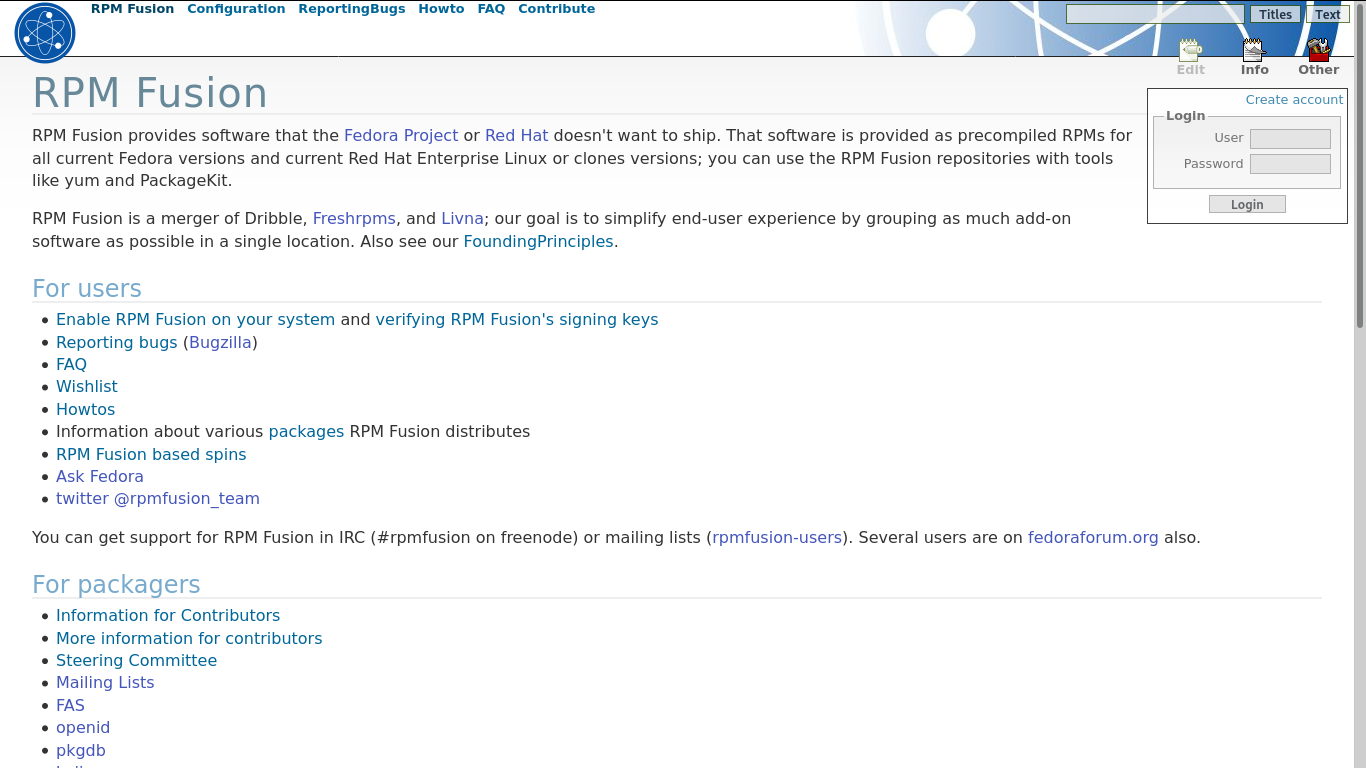 RPM Fusion Configuration ReportingBugs Howto FAQ Contribute
Titles Text
Edit Info Other
RPM Fusion
Create account
Login
User
Password
Login
RPM Fusion provides software that the Fedora Project or Red Hat doesn't want to ship. That software is provided as precompiled RPMs for
all current Fedora versions and current Red Hat Enterprise Linux or clones versions; you can use the RPM Fusion repositories with tools
like yum and PackageKit.
RPM Fusion is a merger of Dribble, Freshrpms, and Livna; our goal is to simplify end-user experience by grouping as much add-on
software as possible in a single location. Also see our FoundingPrinciples.
For users
Enable RPM Fusion on your system and verifying RPM Fusion's signing keys
Reporting bugs (Bugzilla)
FAQ
Wishlist
Howtos
Information about various packages RPM Fusion distributes
RPM Fusion based spins
Ask Fedora
twitter @rpmfusion_team
You can get support for RPM Fusion in IRC (#rpmfusion on freenode) or mailing lists (rpmfusion-users). Several users are on fedoraforum.org also.
For packagers
Information for Contributors
More information for contributors
Steering Committee
Mailing Lists
FAS
openid
pkgdb